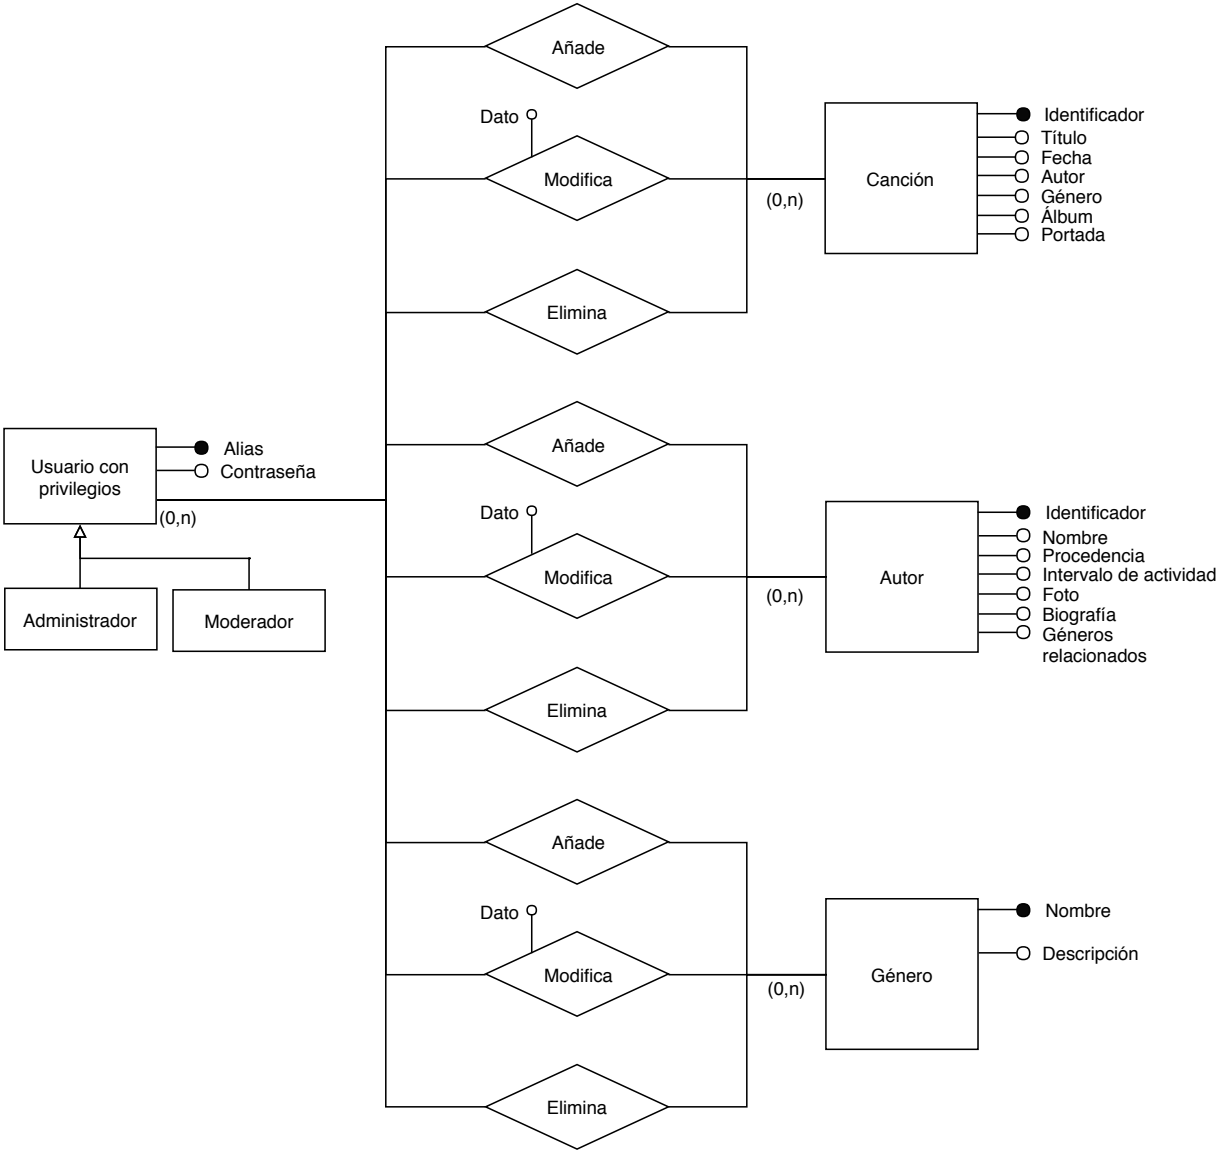 Añade
Dato
Modifica
(0,n)
Canción
Identificador
Título
Fecha
Autor
Género
Álbum
Portada
Elimina
Usuario con
privilegios
Alias
Contraseña
(0,n)
Administrador
Moderador
Añade
Dato
Modifica
(0,n)
Autor
Identificador
Nombre
Procedencia
Intervalo de actividad
Foto
Biografía
Géneros
relacionados
Elimina
Añade
Dato
Modifica
(0,n)
Género
Nombre
Descripción
Elimina